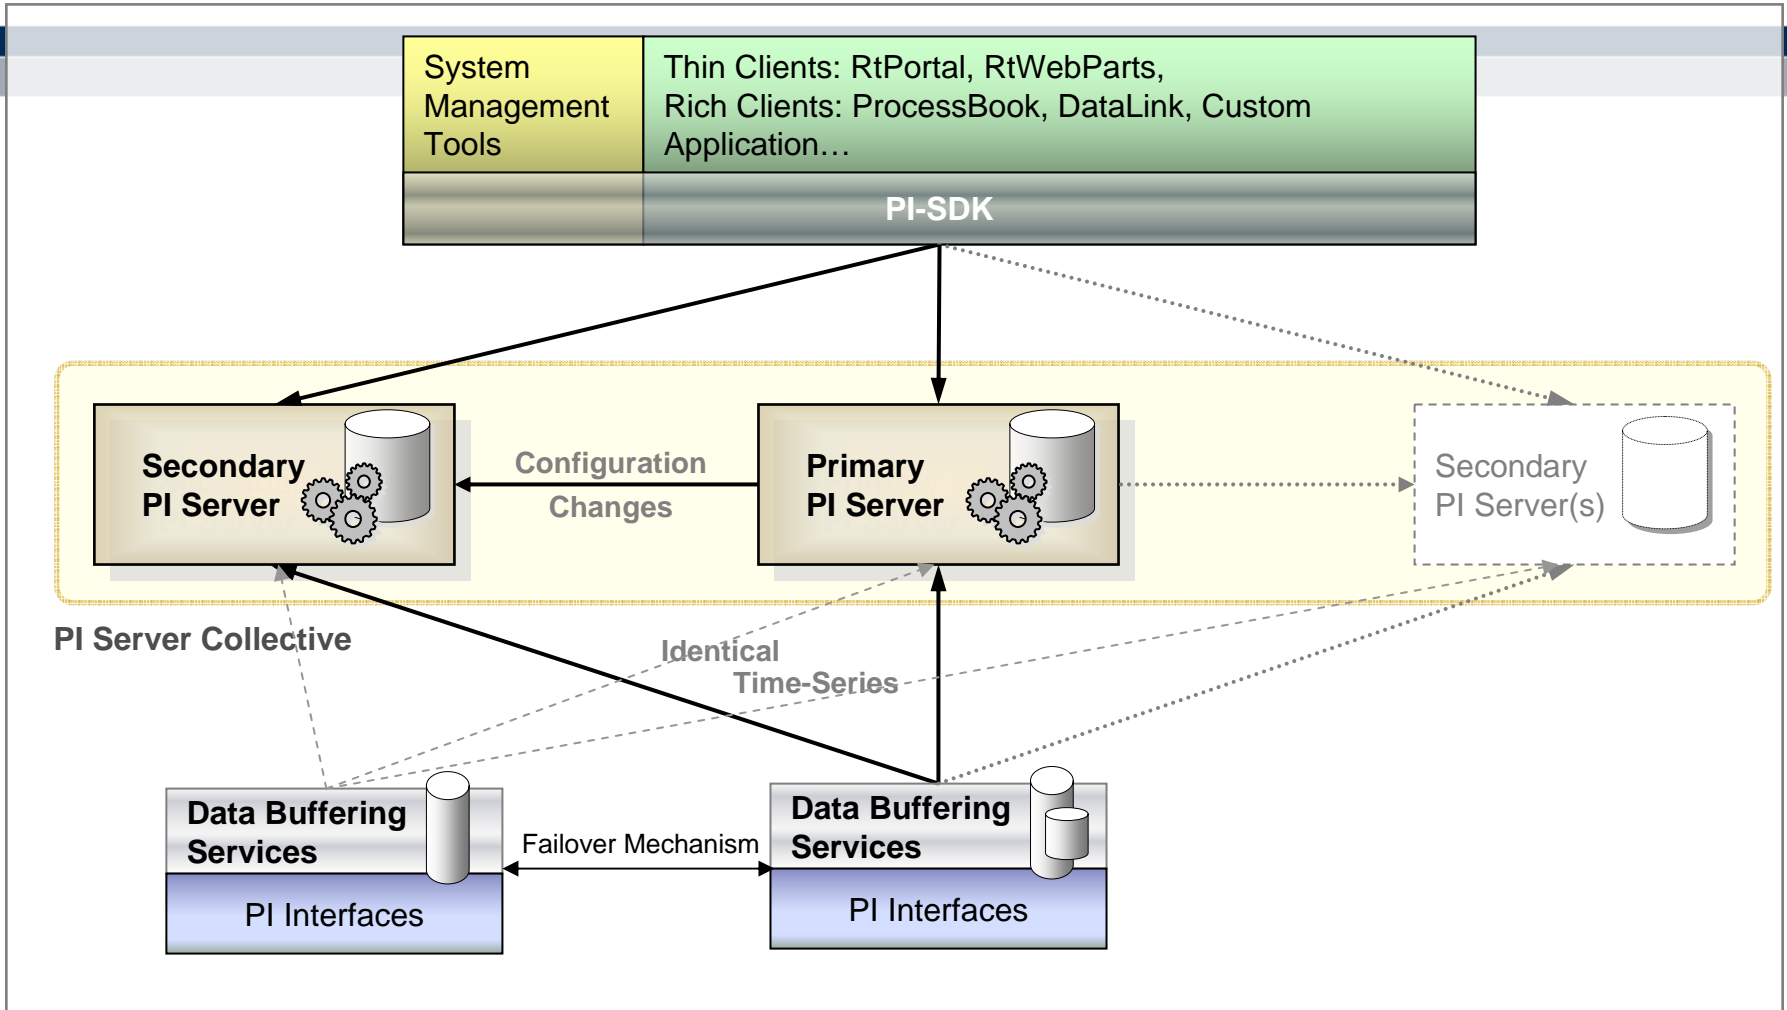 System
Management
Tools
Thin Clients: RtPortal, RtWebParts,
Rich Clients: ProcessBook, DataLink, Custom
Application…
PI-SDK
Secondary
PI Server
Configuration
Changes
Primary
PI Server
Secondary
PI Server(s)
PI Server Collective
Identical
Time-Series
Data Buffering
Services
PI Interfaces
Failover Mechanism
Data Buffering
Services
PI Interfaces